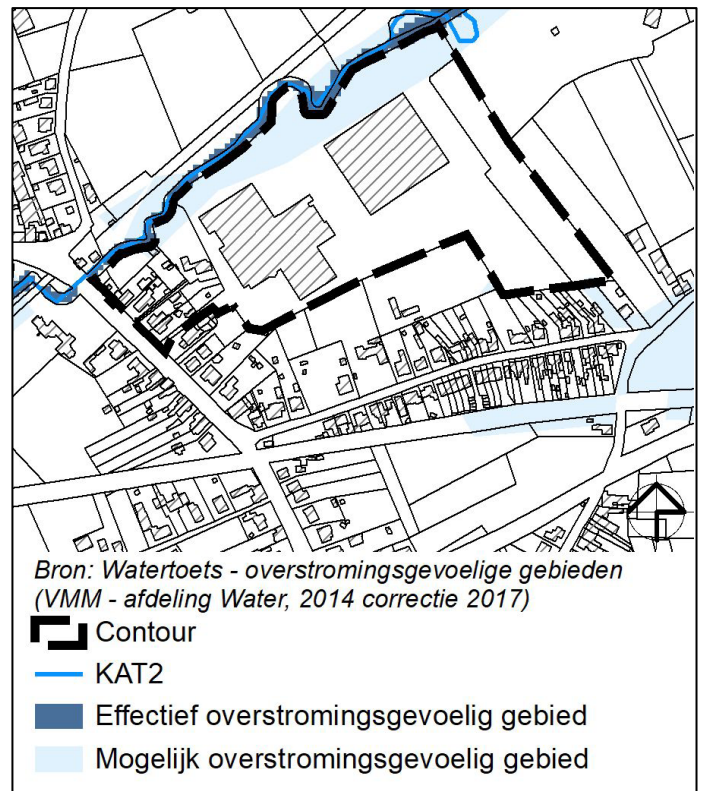 Bron: Watertoets - overstromingsgevoelige gebieden
(VMM - afdeling Water, 2014 correctie 2017)
Contour
KAT2
Effectief overstromingsgevoelig gebied
Mogelijk overstromingsgevoelig gebied